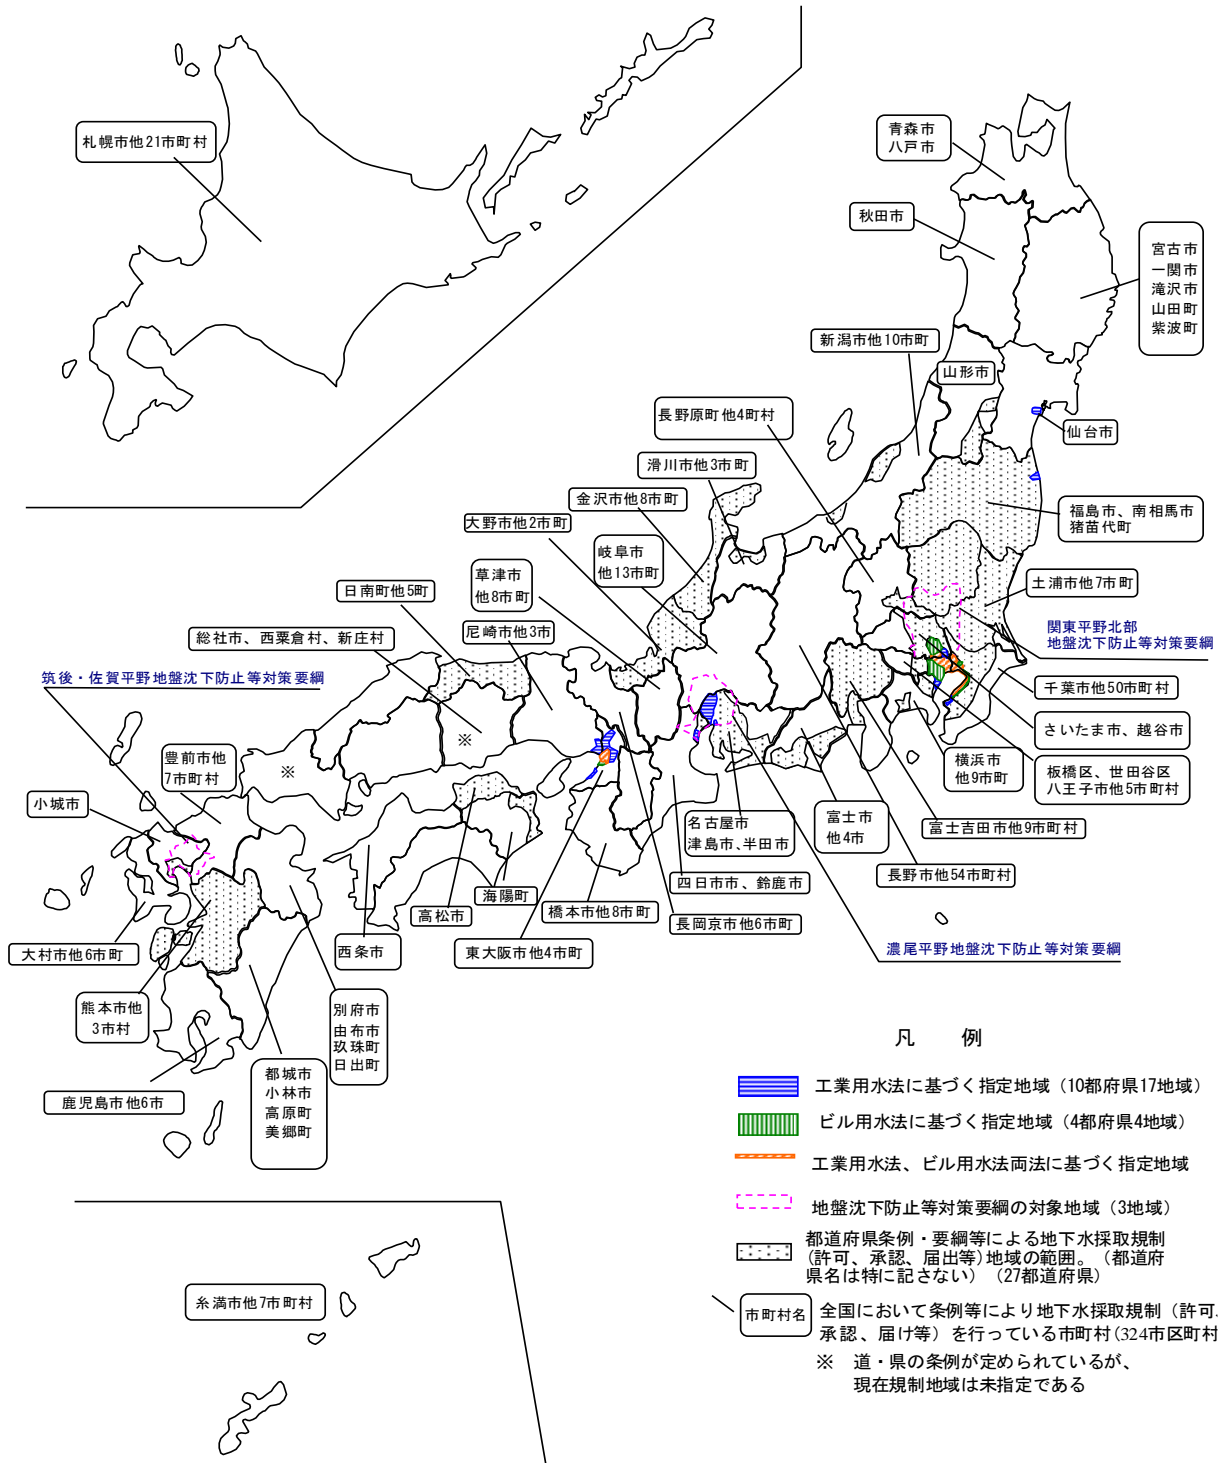 札幌市他21市町村
青森市
八戸市
秋田市
宮古市
一関市
滝沢市
山田町
紫波町
新潟市他10市町
山形市
長野原町他4町村
仙台市
滑川市他3市町
金沢市他8市町
大野市他2市町
福島市、南相馬市
猪苗代町
岐阜市
他13市町
草津市
他8市町
日南町他5町
土浦市他7市町
尼崎市他3市
総社市、西粟倉村、新庄村
関東平野北部
地盤沈下防止等対策要綱
筑後・佐賀平野地盤沈下防止等対策要綱
千葉市他50市町村
さいたま市、越谷市
豊前市他
7市町村
※
※
横浜市
他9市町
板橋区、世田谷区
八王子市他5市町村
小城市
名古屋市
津島市、半田市
富士市
他4市
富士吉田市他9市町村
四日市市、鈴鹿市
長野市他54市町村
海陽町
高松市
橋本市他8市町
長岡京市他6市町
大村市他6市町
西条市
東大阪市他4市町
濃尾平野地盤沈下防止等対策要綱
熊本市他
3市村
別府市
由布市
玖珠町
日出町
都城市
小林市
高原町
美郷町
鹿児島市他6市
糸満市他7市町村
凡　例
工業用水法に基づく指定地域（10都府県17地域）
ビル用水法に基づく指定地域（4都府県4地域）
工業用水法、ビル用水法両法に基づく指定地域
地盤沈下防止等対策要綱の対象地域（3地域）
都道府県条例・要綱等による地下水採取規制
(許可、承認、届出等)地域の範囲。（都道府
県名は特に記さない）（27都道府県）
市町村名
全国において条例等により地下水採取規制（許可、
承認、届け等）を行っている市町村(324市区町村
※　道・県の条例が定められているが、
現在規制地域は未指定である